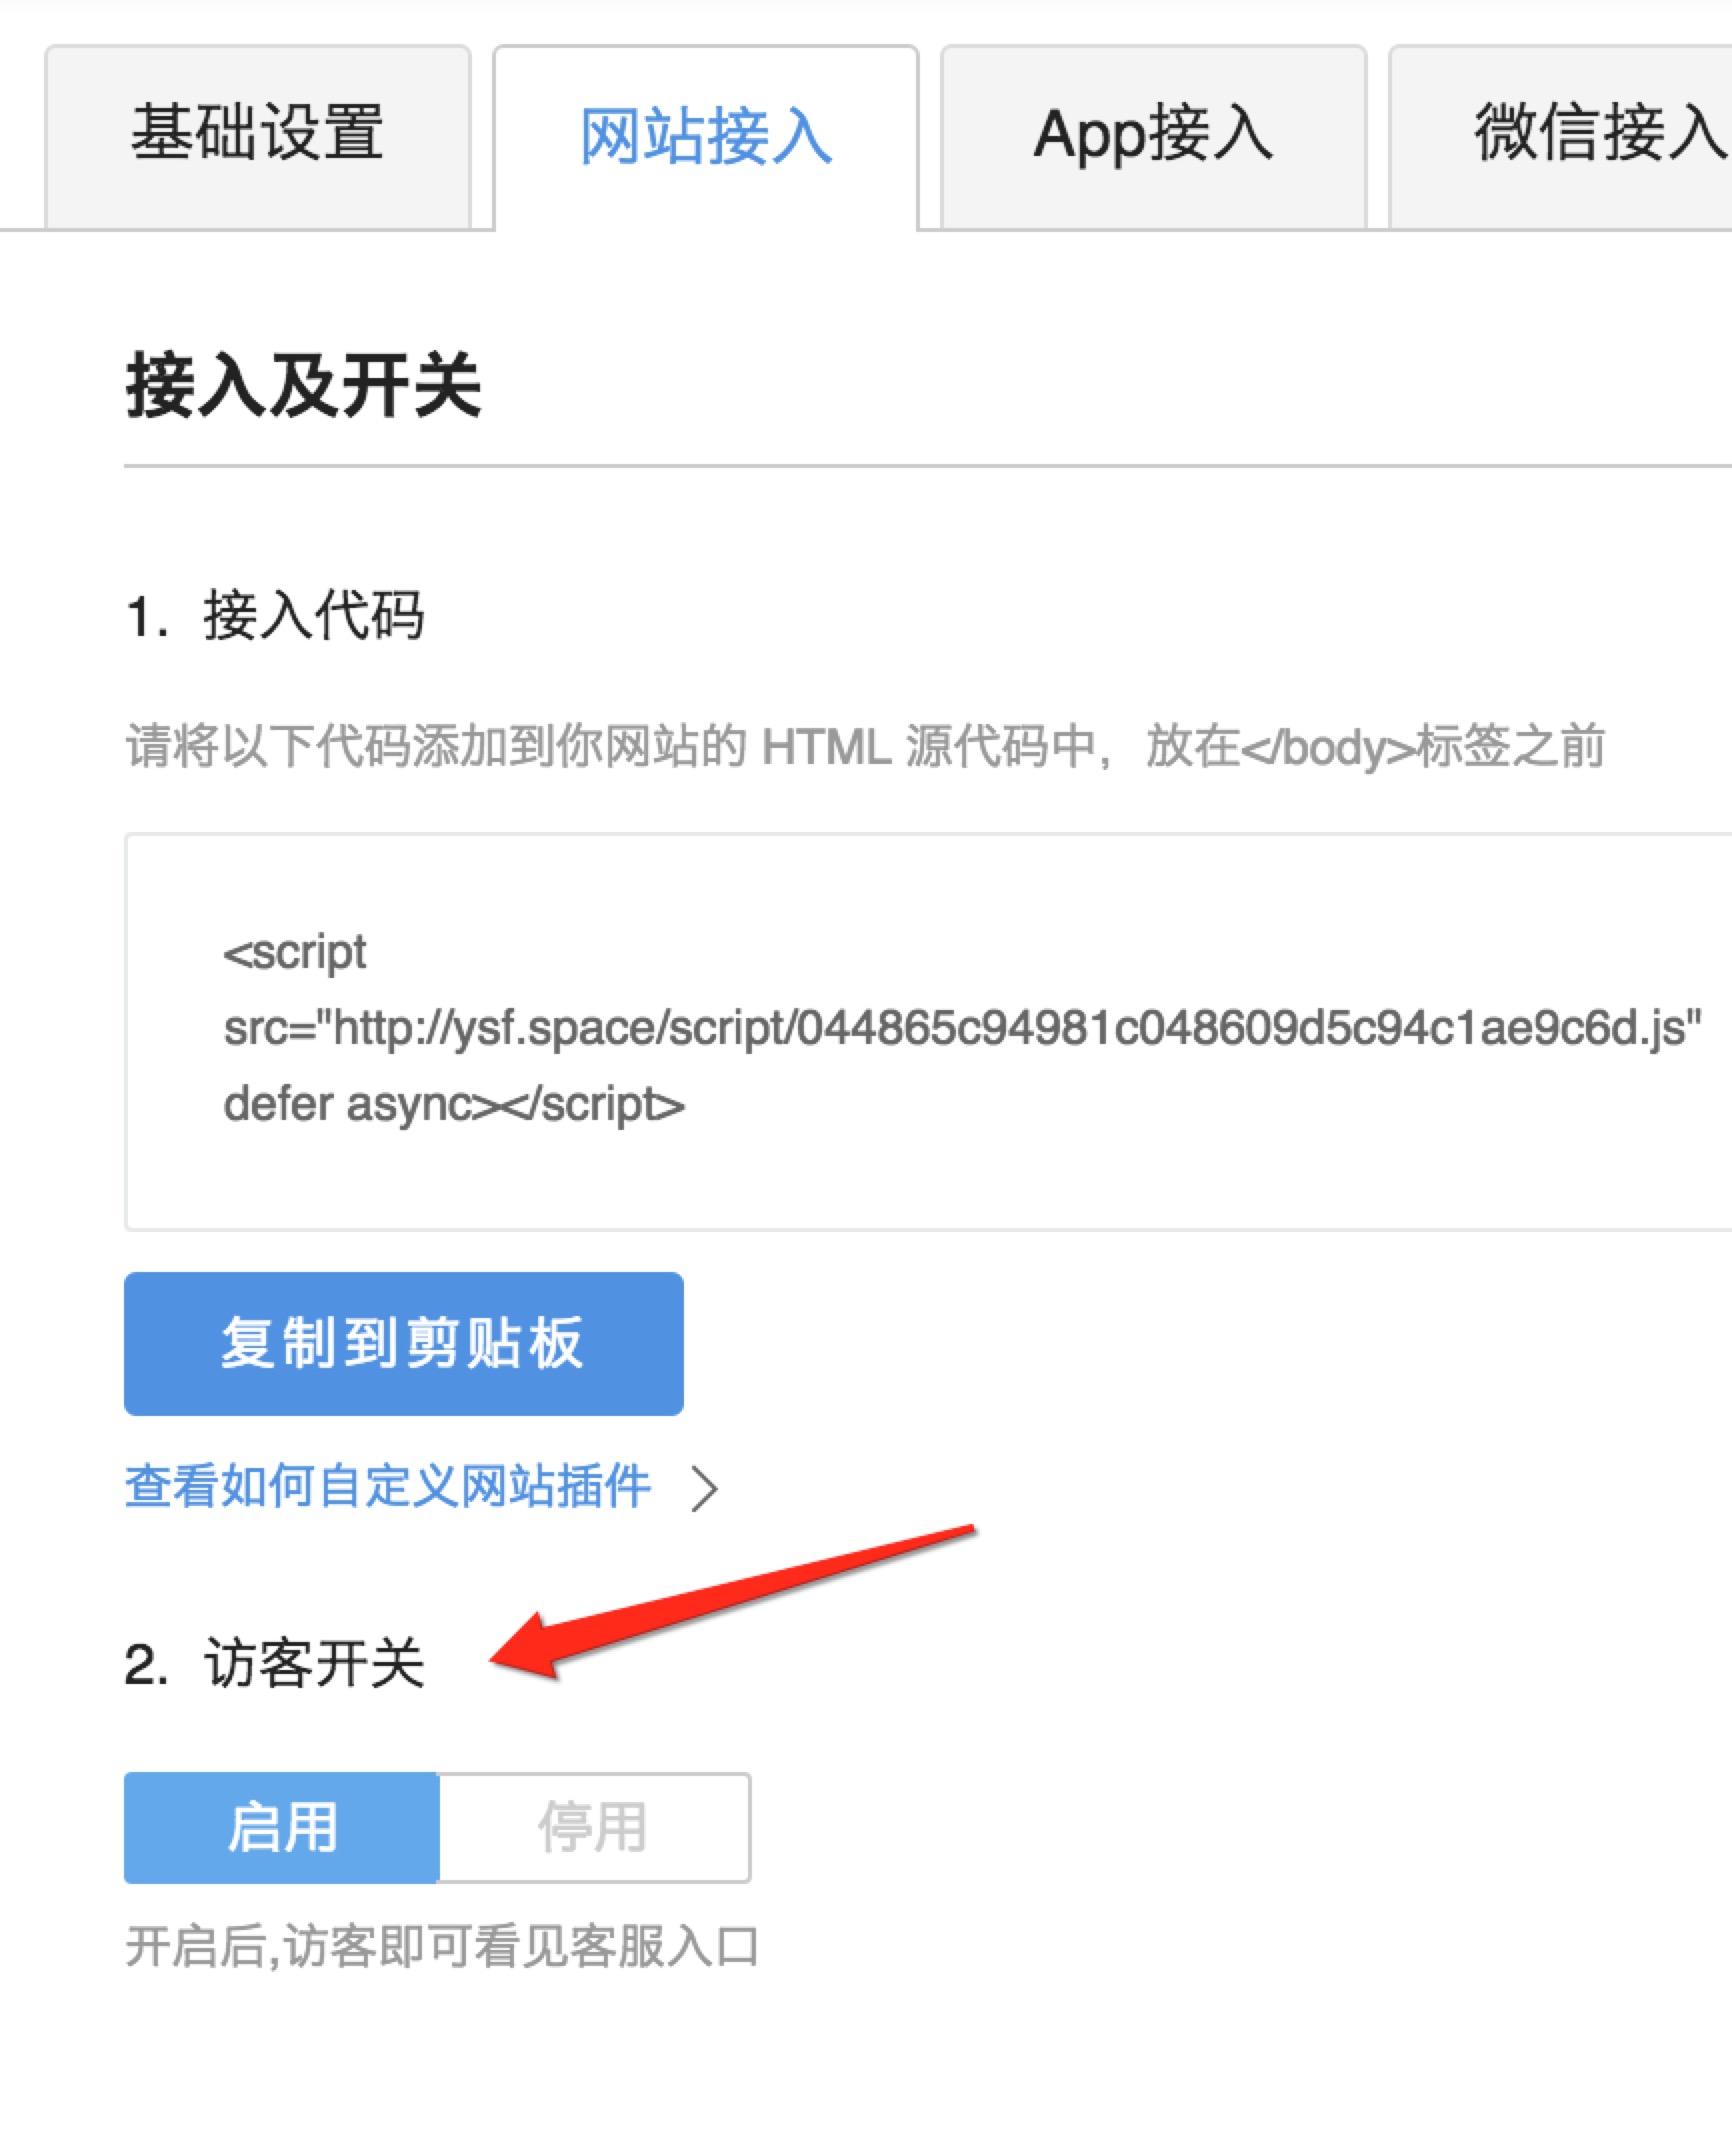 基础设置
网站接入
App接入
微信接入
接入及开关
1. 接入代码
请将以下代码添加到你网站的 HTML 源代码中，放在</body>标签之前
<script
src="http://ysf.space/script/044865c94981c048609d5c94c1ae9c6d.js"
defer async></script>
复制到剪贴板
查看如何自定义网站插件 >
2. 访客开关
启用
停用
开启后,访客即可看见客服入口